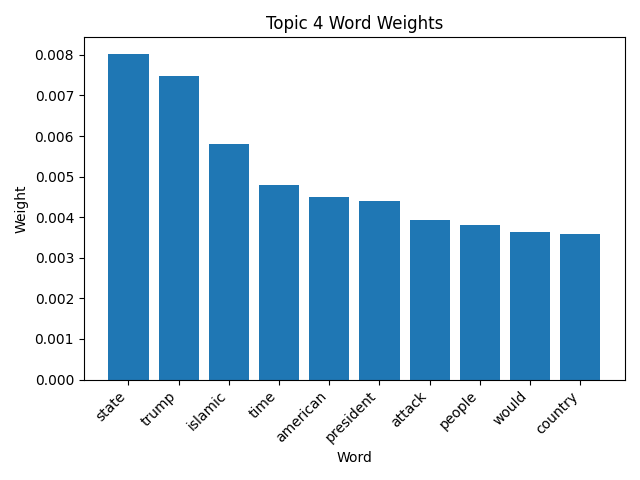 Topic 4 Word Weights
0.008
0.007
0.006
0.005
0.004
0.003
0.002
0.001
0.000
Weight
state
trump
islamic
time
american
president
attack
people
would
country
Word